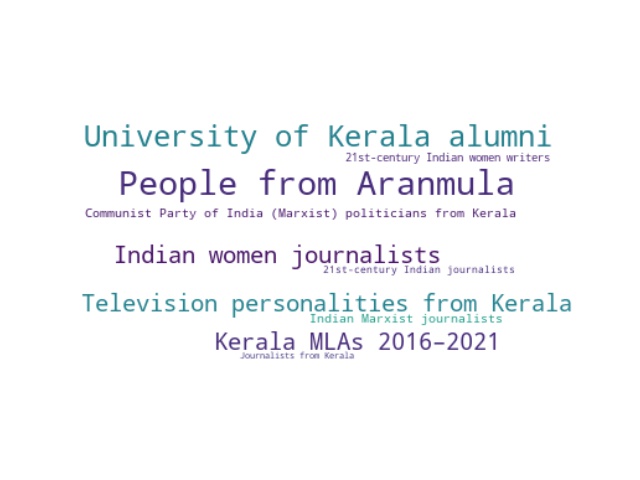 University of Kerala alumni
21st-century Indian women writers
People from Aranmula
Communist Party of India (Marxist) politicians from Kerala
Indian women journalists
21st-century Indian journalists
Television personalities from Kerala
Indian Marxist journalists
Kerala MLAs 2016–2021
Journalists from Kerala